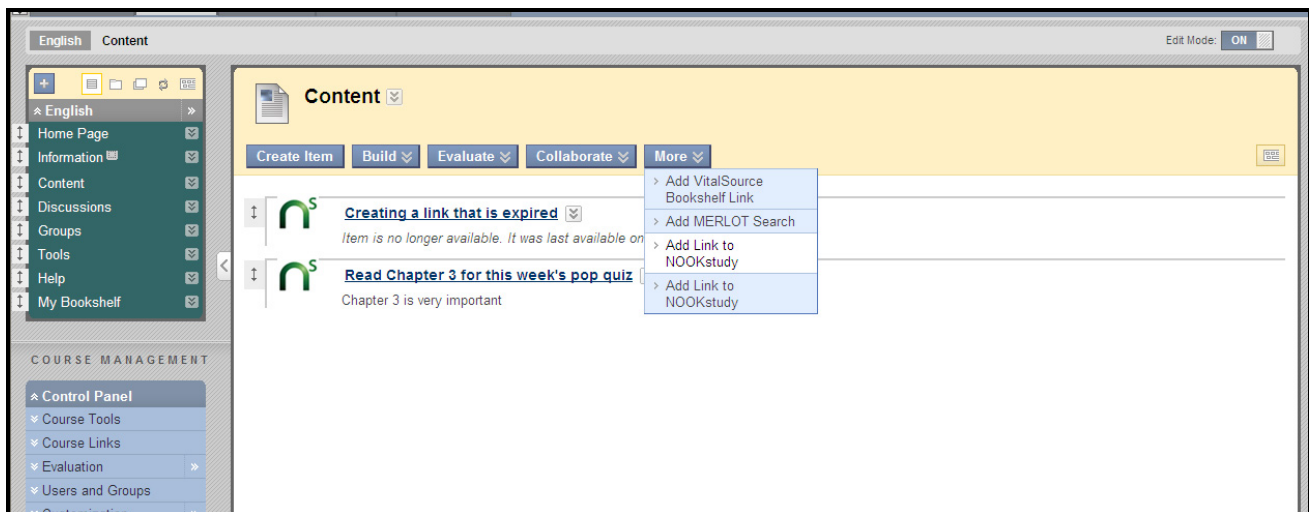 English Content
Edit Mode: ON
English
Home Page
Information
Content
Discussions
Groups
Tools
Help
My Bookshelf
COURSE MANAGEMENT
Control Panel
Course Tools
Course Links
Evaluation
Users and Groups
Content
Create Item Build Evaluate Collaborate More
Add VitalSource
Bookshelf Link
Add MERLOT Search
Add Link to
NOOKstudy
Add Link to
NOOKstudy
nS
Creating a link that is expired
Item is no longer available. It was last available on
nS
Read Chapter 3 for this week's pop quiz
Chapter 3 is very important